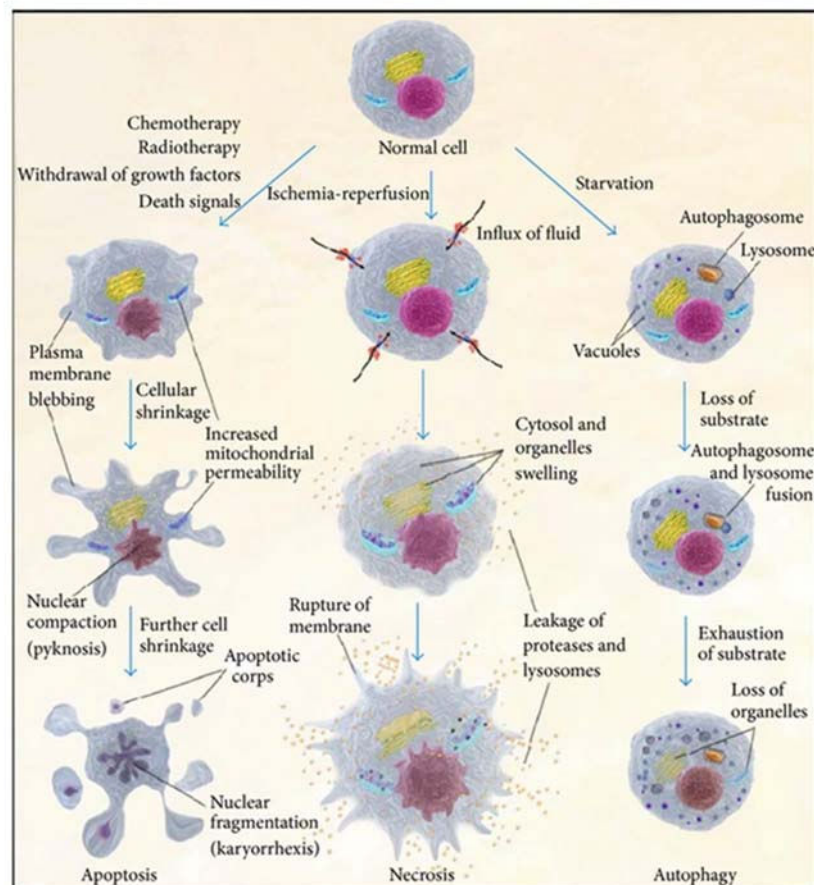 Normal cell
Chemotherapy
Radiotherapy
Withdrawal of growth factors
Death signals
Ischemia-reperfusion
Starvation
Influx of fluid
Autophagosome
Lysosome
Vacuoles
Plasma
membrane
blebbing
Cellular
shrinkage
Increased
mitochondrial
permeability
Cytosol and
organelles
swelling
Loss of
substrate
Autophagosome
and lysosome
fusion
Nuclear
compaction
(pyknosis)
Further cell
shrinkage
Rupture of
membrane
Leakage of
proteases and
lysosomes
Exhaustion
of substrate
Apoptotic
corps
Loss of
organelles
Nuclear
fragmentation
(karyorrhexis)
Apoptosis
Necrosis
Autophagy